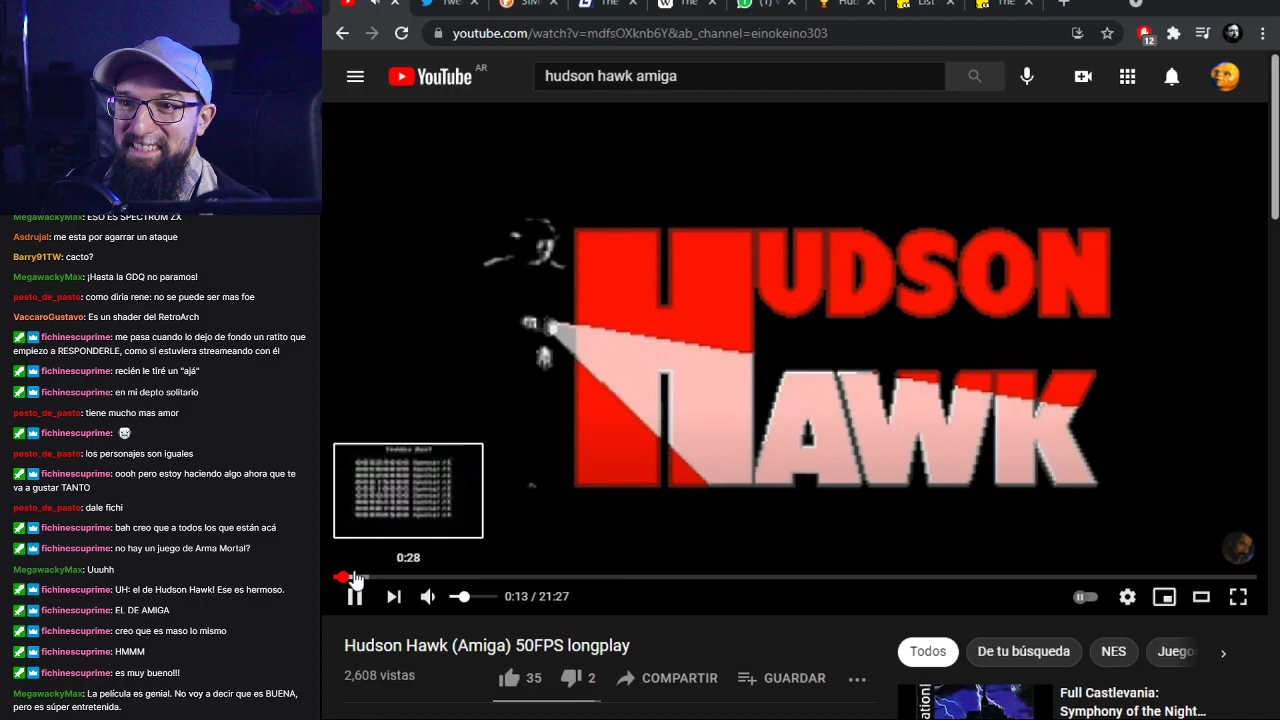 MegawackyMax: ESO ES SPECTRUM ZX
Asdrujal: me esta por agarrar un ataque
Barry91TW: cacto?
MegawackyMax: ¡Hasta la GDQ no paramos!
pesto_de_pasto: como diria rene: no se puede ser mas foe
VaccaroGustavo: Es un shader del RetroArch
fichinescuprime: me pasa cuando lo dejo de fondo un ratito que
empiezo a RESPONDERLE, como si estuviera streameando con él
fichinescuprime: recién le tiré un "ajá"
fichinescuprime: en mi depto solitario
pesto_de_pasto: tiene mucho mas amor
fichinescuprime:
pesto_de_pasto: los personajes son iguales
fichinescuprime: oooh pero estoy haciendo algo ahora que te
va a gustar TANTO
pesto_de_pasto: dale fichi
fichinescuprime: bah creo que a todos los que están acá
fichinescuprime: no hay un juego de Arma Mortal?
MegawackyMax: Uuuhh
fichinescuprime: UH: el de Hudson Hawk! Ese es hermoso.
fichinescuprime: EL DE AMIGA
fichinescuprime: creo que es maso lo mismo
fichinescuprime: HMMM
fichinescuprime: es muy bueno!!!
MegawackyMax: La película es genial. No voy a decir que es BUENA,
pero es súper entretenida.
youtube.com/watch?v=mdfsOXknb6Y&ab_channel=einokeino303
12
YouTube AR
hudson hawk amiga
HUDSON
HAWK
0:28
0:13 / 21:27
Hudson Hawk (Amiga) 50FPS longplay
2,608 vistas
35
2
COMPARTIR
GUARDAR
Todos
De tu búsqueda
NES
Full Castlevania:
Symphony of the Night...